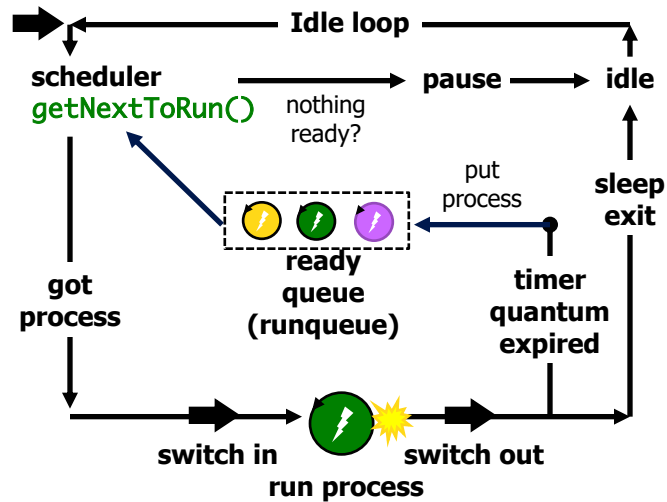 Idle loop
scheduler
getNextToRun()
nothing
ready?
pause
idle
put
process
sleep
exit
ready
queue
(runqueue)
got
process
timer
quantum
expired
switch in
run process
switch out